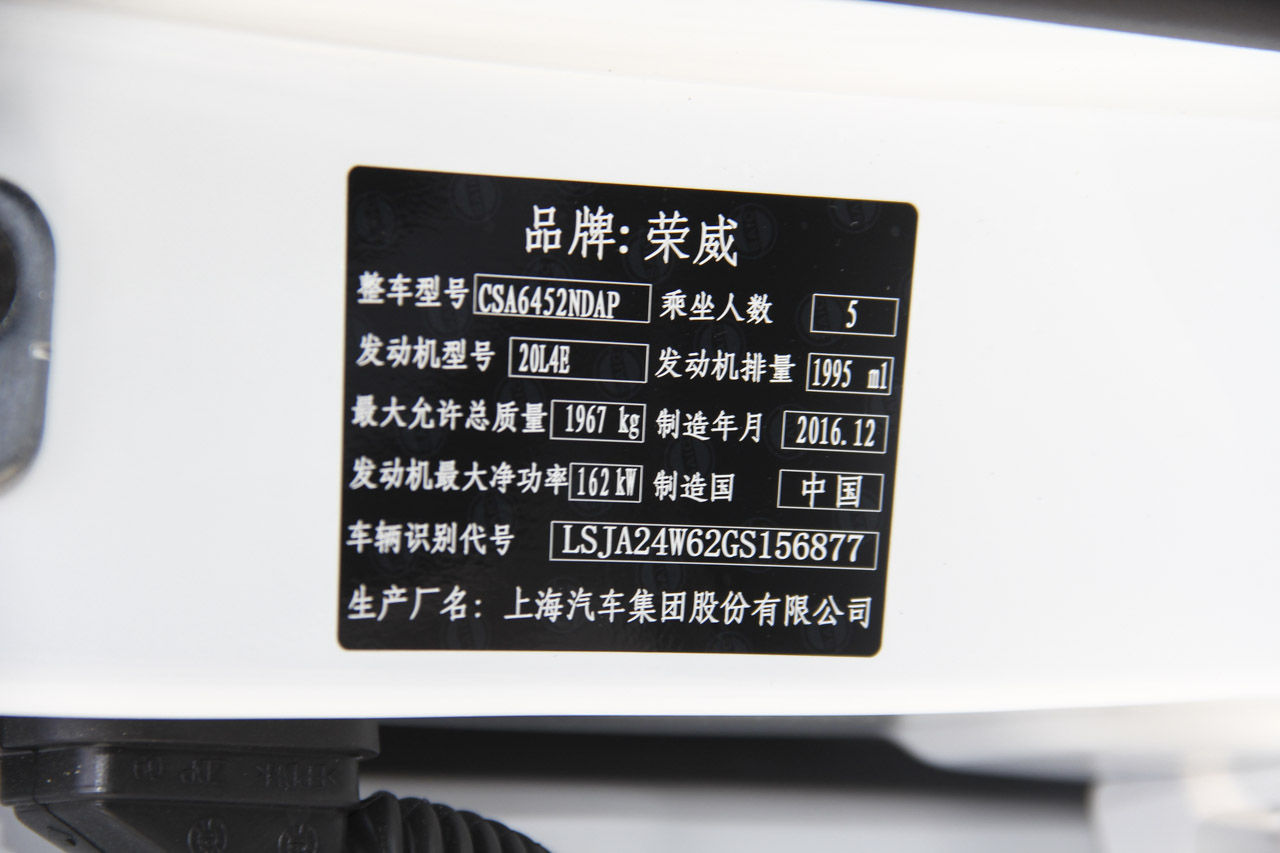 品牌: 荣威
整车型号 CSA6452NDAP 乘坐人数 5
发动机型号 20L4E 发动机排量 1995 ml
最大允许总质量 1967 kg 制造年月 2016.12
发动机最大净功率 162 kW 制造国 中国
车辆识别代号 LSJA24W62GS156877
生产厂名: 上海汽车集团股份有限公司